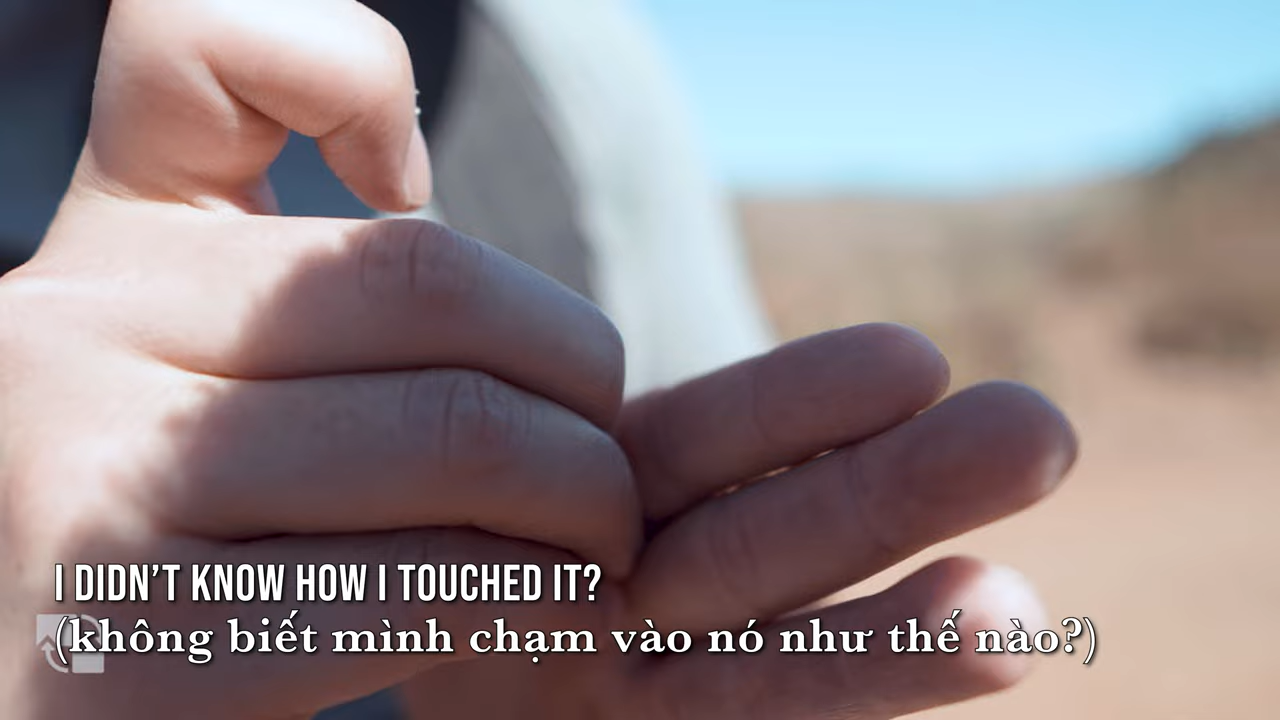 I DIDN'T KNOW HOW I TOUCHED IT?
(không biết mình chạm vào nó như thế nào?)